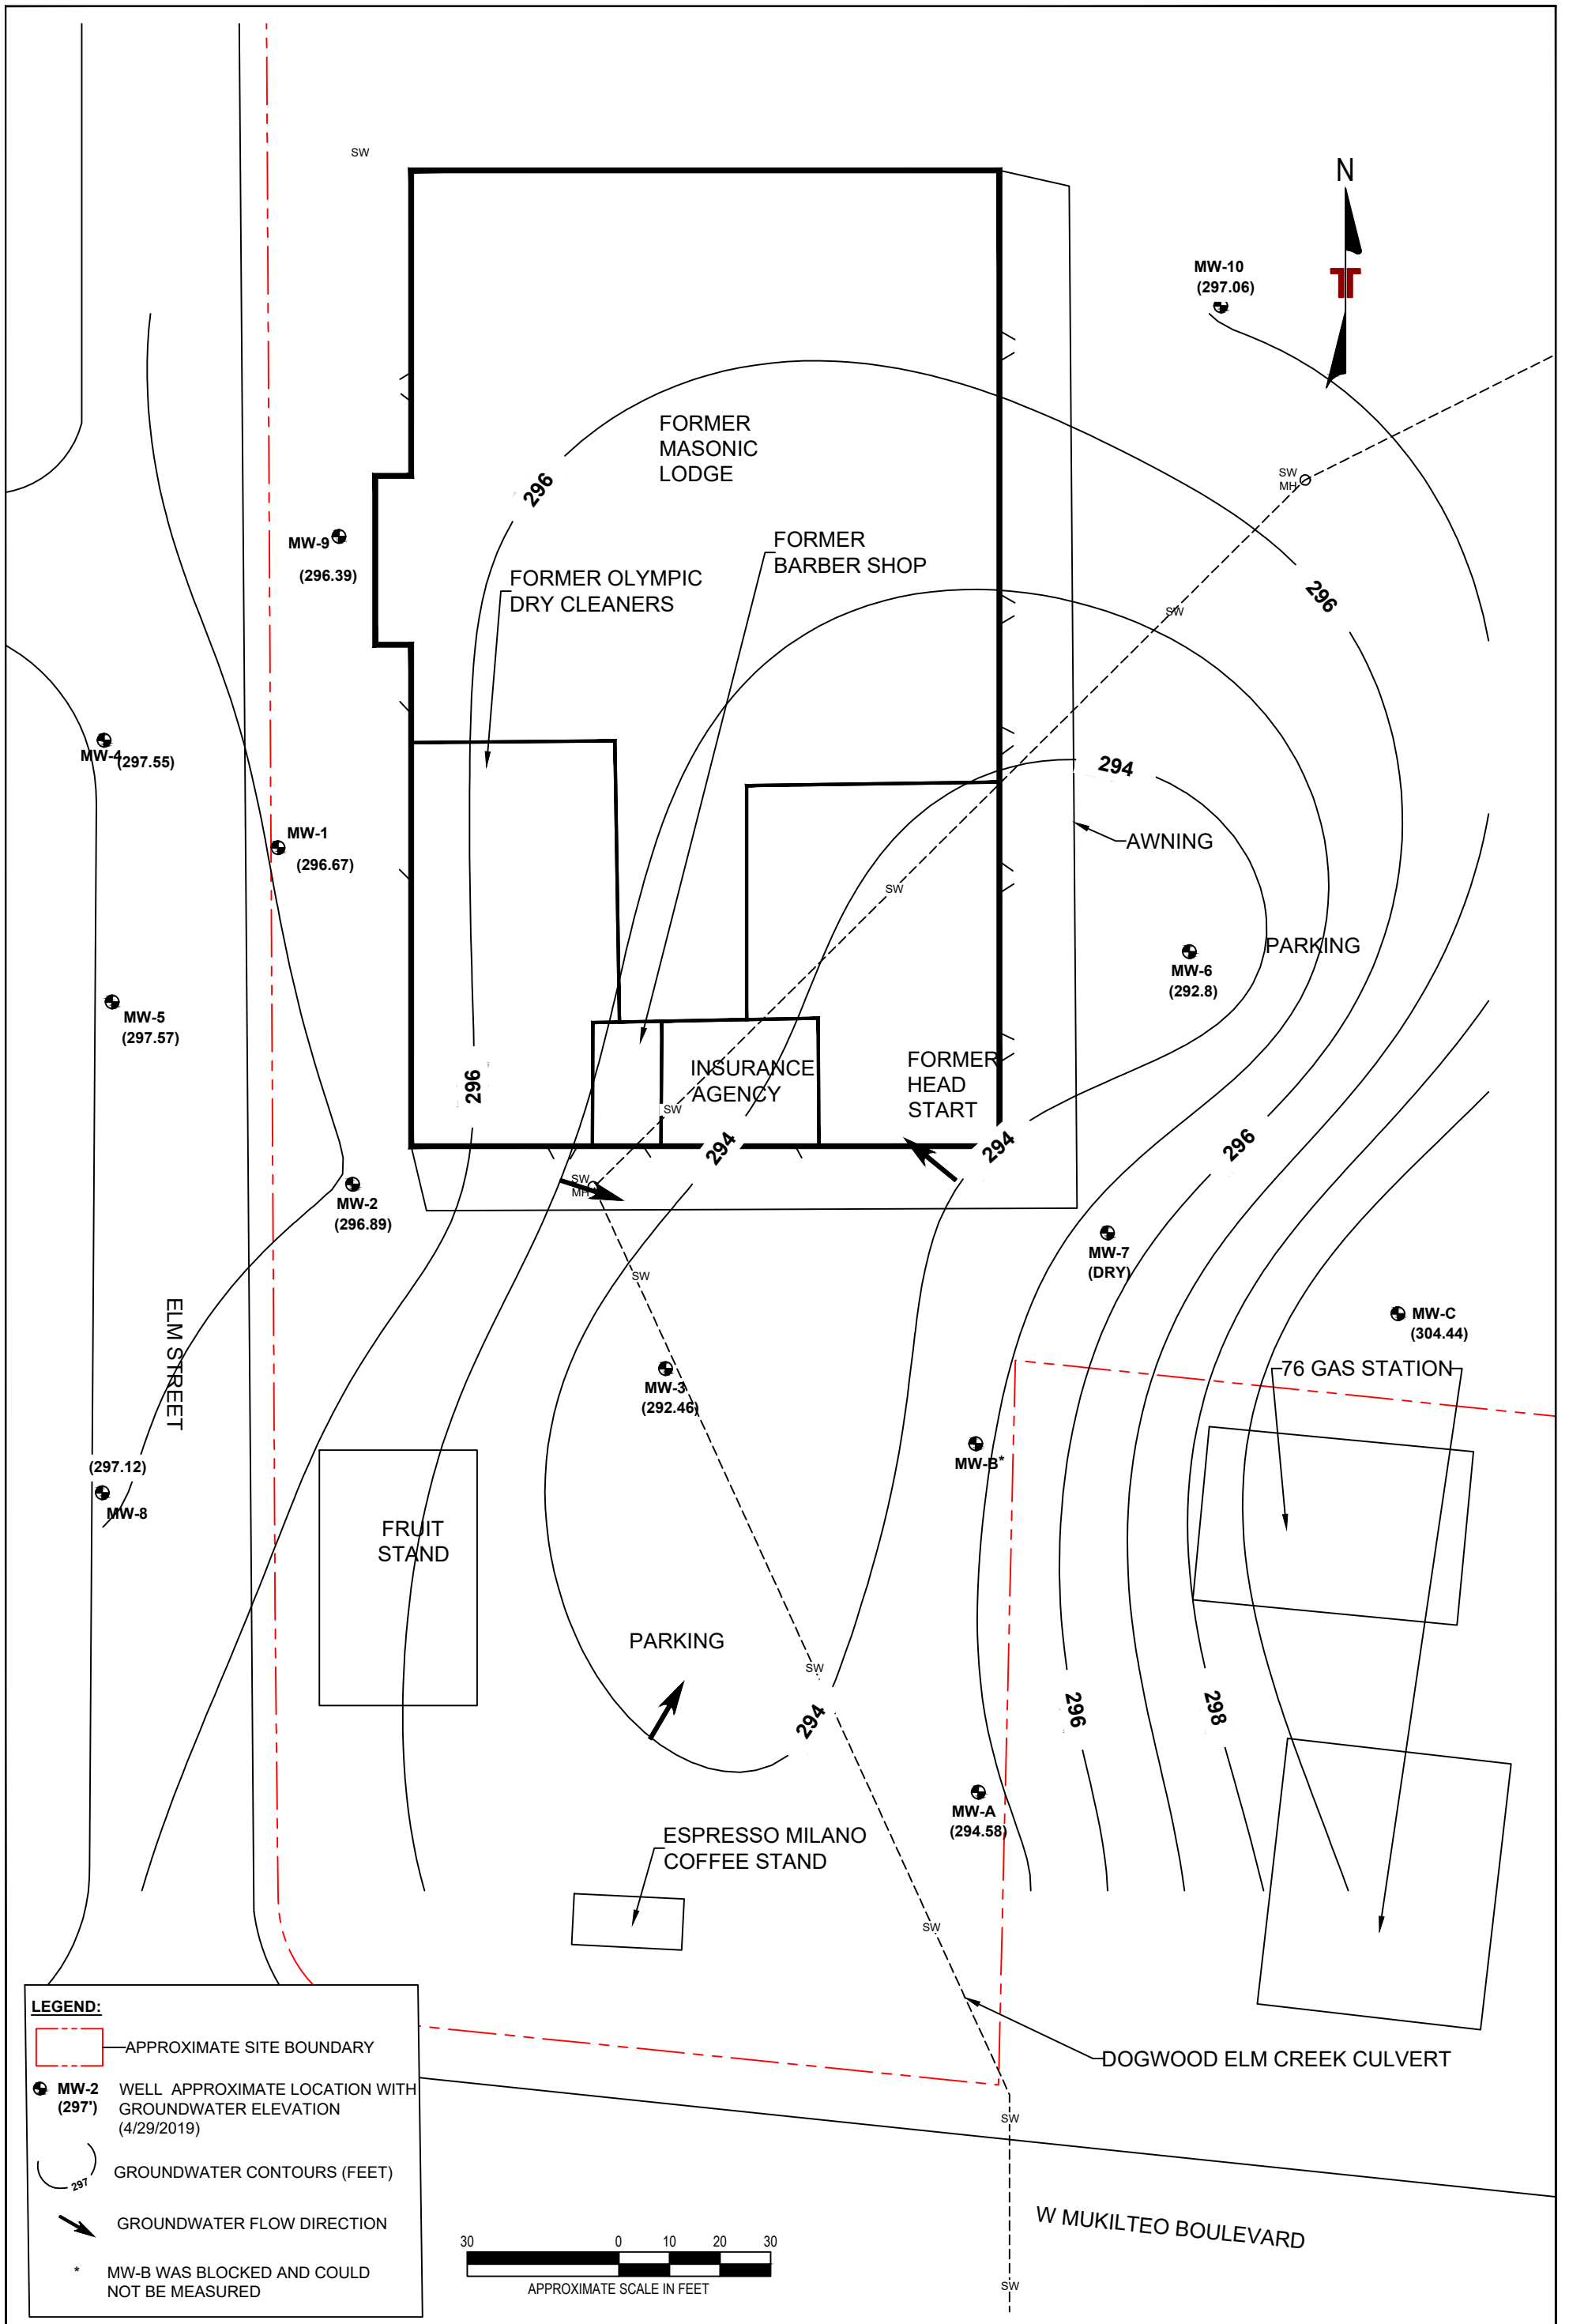 SW
N
MW-10
(297.06)
FORMER
MASONIC
LODGE
SW
MH
296
MW-9
(296.39)
FORMER
BARBER SHOP
FORMER OLYMPIC
DRY CLEANERS
296
SW
MW-4
(297.55)
294
MW-1
(296.67)
AWNING
SW
PARKING
MW-6
(292.8)
MW-5
(297.57)
296
INSURANCE
AGENCY
FORMER
HEAD
START
SW
294
294
296
SW
MH
MW-2
(296.89)
MW-7
(DRY)
SW
ELM STREET
MW-C
(304.44)
76 GAS STATION
MW-3
(292.46)
MW-B*
(297.12)
MW-8
FRUIT
STAND
PARKING
SW
294
296
298
MW-A
(294.58)
ESPRESSO MILANO
COFFEE STAND
SW
DOGWOOD ELM CREEK CULVERT
SW
W MUKILTEO BOULEVARD
SW
LEGEND:
APPROXIMATE SITE BOUNDARY
MW-2 WELL APPROXIMATE LOCATION WITH
(297') GROUNDWATER ELEVATION
(4/29/2019)
297
GROUNDWATER CONTOURS (FEET)
GROUNDWATER FLOW DIRECTION
* MW-B WAS BLOCKED AND COULD
NOT BE MEASURED
30 0 10 20 30
APPROXIMATE SCALE IN FEET